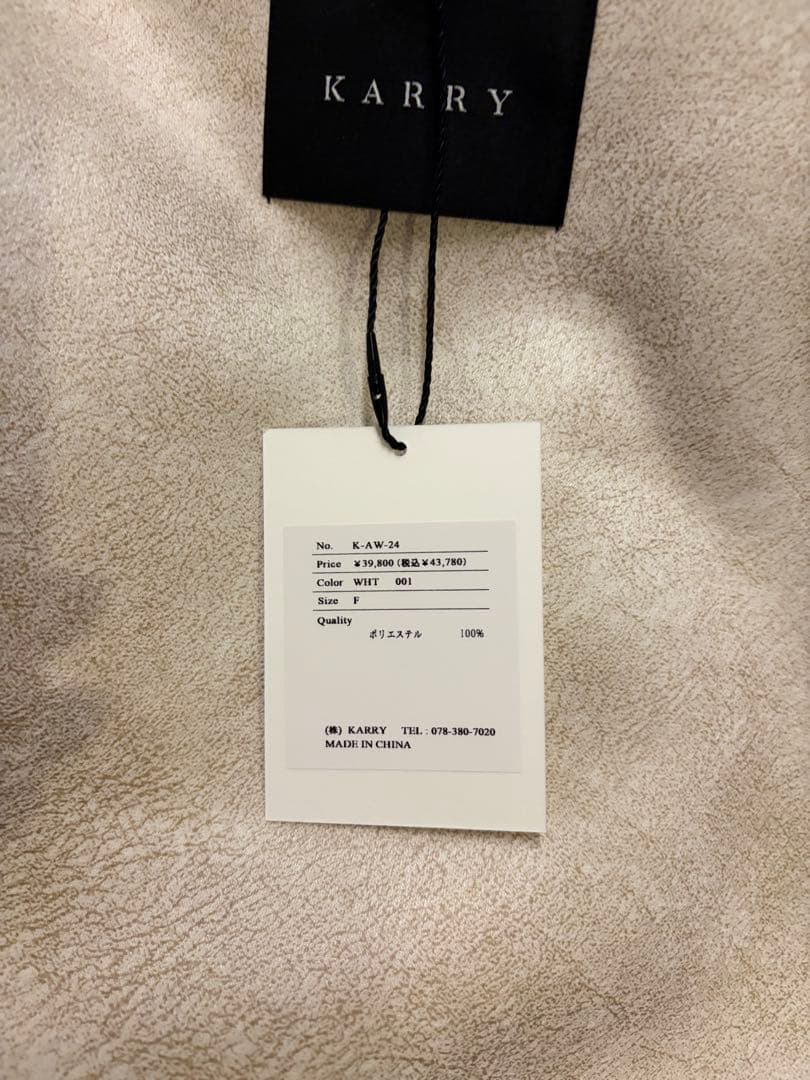 KARRY
No. K-AW-24
Price ¥39,800(税込¥43,780)
Color WHT 001
Size F
Quality
ポリエステル 100%
(株) KARRY TEL : 078-380-7020
MADE IN CHINA